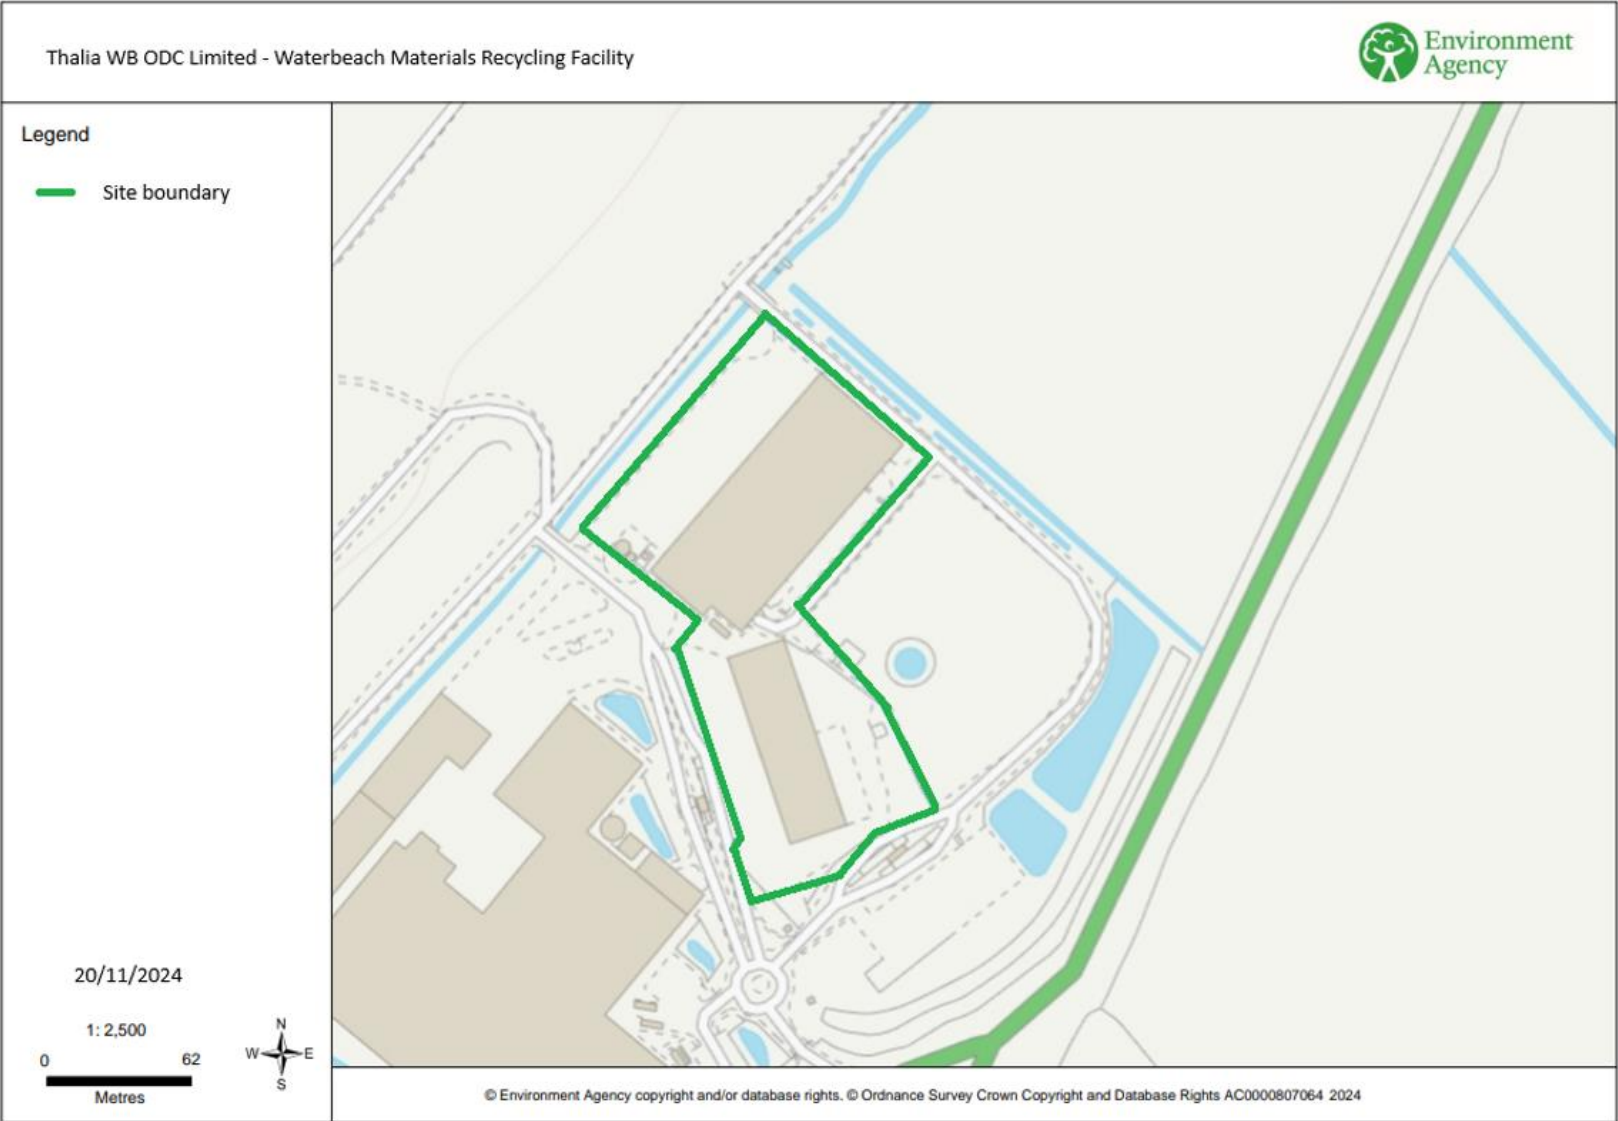 Thalia WB ODC Limited - Waterbeach Materials Recycling Facility
Environment
Agency
Legend
Site boundary
20/11/2024
1: 2,500
0 62
Metres
N
W E
S
© Environment Agency copyright and/or database rights. © Ordnance Survey Crown Copyright and Database Rights AC0000807064 2024